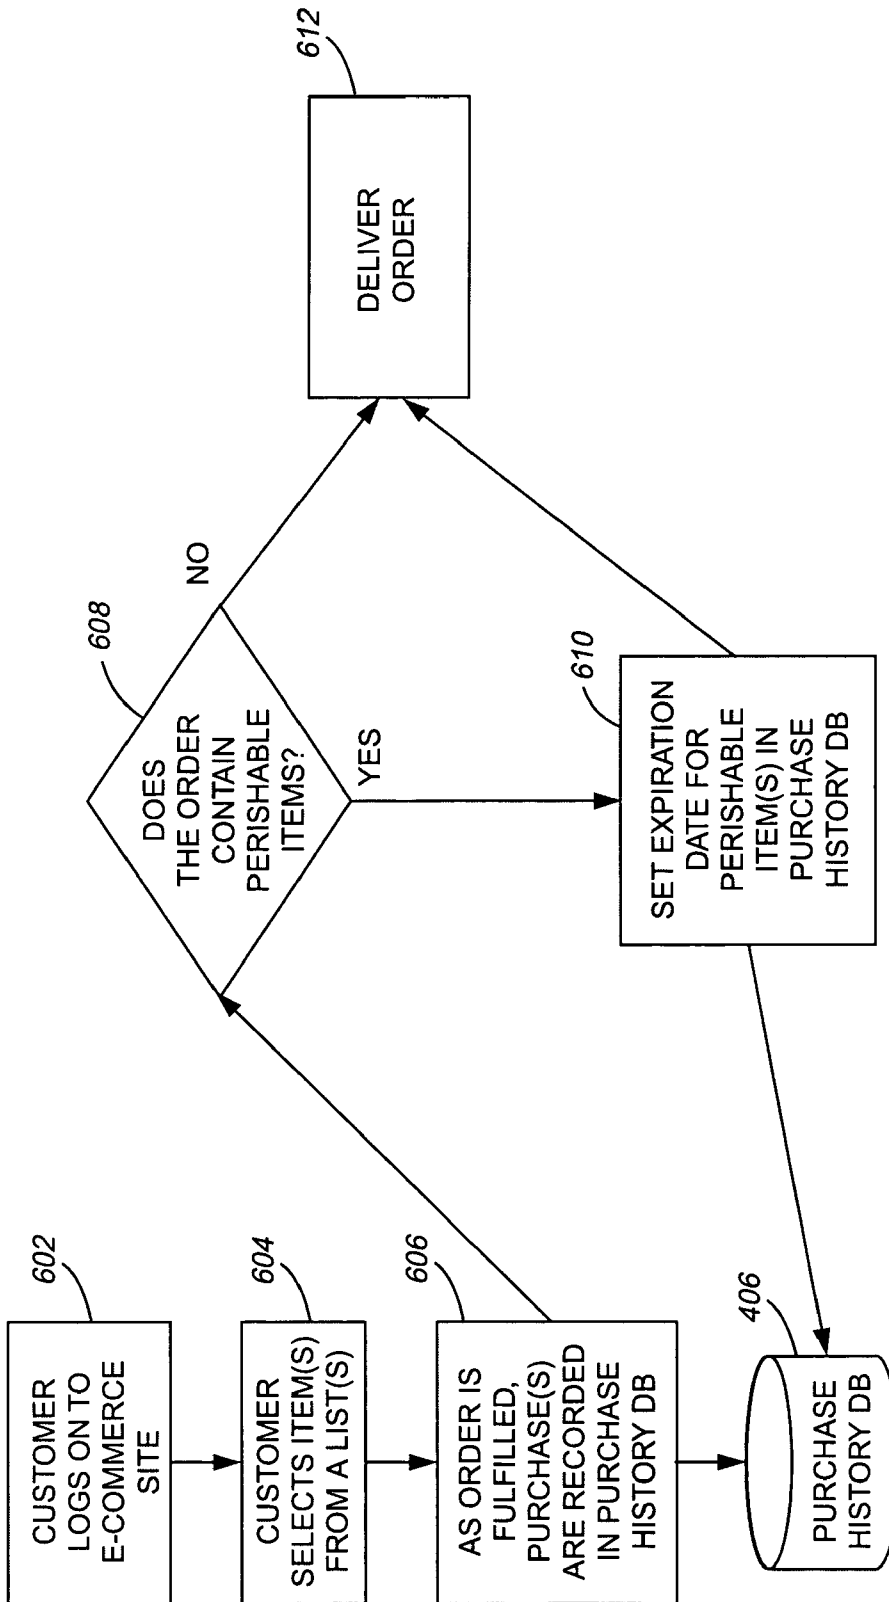 602
CUSTOMER
LOGS ON TO
E-COMMERCE
SITE
604
CUSTOMER
SELECTS ITEM(S)
FROM A LIST(S)
606
AS ORDER IS
FULFILLED,
PURCHASE(S)
ARE RECORDED
IN PURCHASE
HISTORY DB
406
PURCHASE
HISTORY DB
608
DOES
THE ORDER
CONTAIN
PERISHABLE
ITEMS?
NO
YES
610
SET EXPIRATION
DATE FOR
PERISHABLE
ITEM(S) IN
PURCHASE
HISTORY DB
612
DELIVER
ORDER